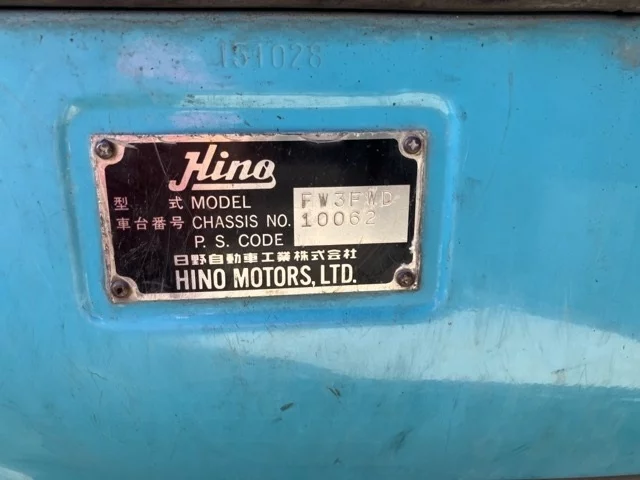 151028
Hino
型 式 MODEL FW3FWD
車台番号 CHASSIS NO. 10062
P. S. CODE
日野自動車工業株式会社
HINO MOTORS, LTD.